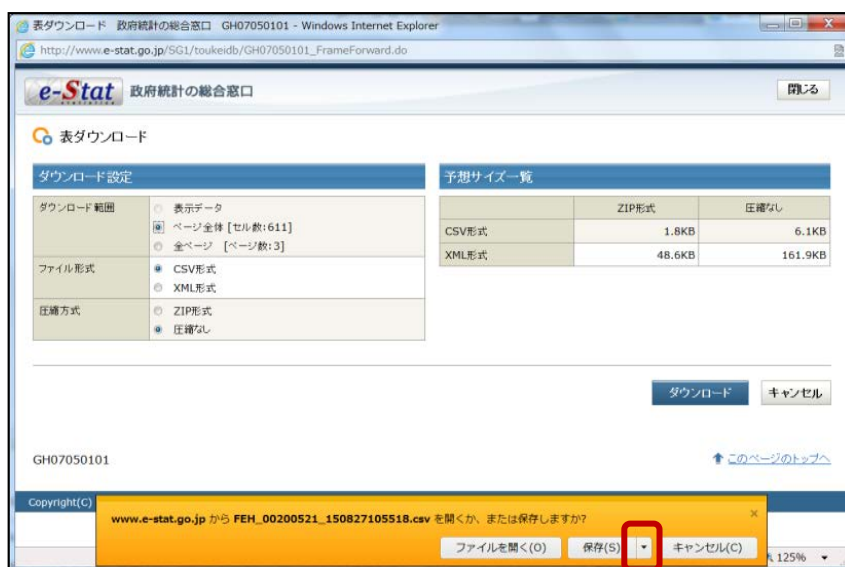 表ダウンロード 政府統計の総合窓口 GH07050101 - Windows Internet Explorer
http://www.e-stat.go.jp/SG1/toukeidb/GH07050101_FrameForward.do
e-Stat 政府統計の総合窓口
閉じる
表ダウンロード
ダウンロード設定
ダウンロード範囲
表示データ
ページ全体 [セル数:611]
全ページ [ページ数:3]
ファイル形式
CSV形式
XML形式
圧縮方式
ZIP形式
圧縮なし
予想サイズ一覧
ZIP形式 圧縮なし
CSV形式 1.8KB 6.1KB
XML形式 48.6KB 161.9KB
ダウンロード キャンセル
GH07050101
このページのトップへ
Copyright(C)
www.e-stat.go.jp から FEH_00200521_150827105518.csv を開くか、または保存しますか?
×
ファイルを開く(O) 保存(S) ▼ キャンセル(C)
125% ▼